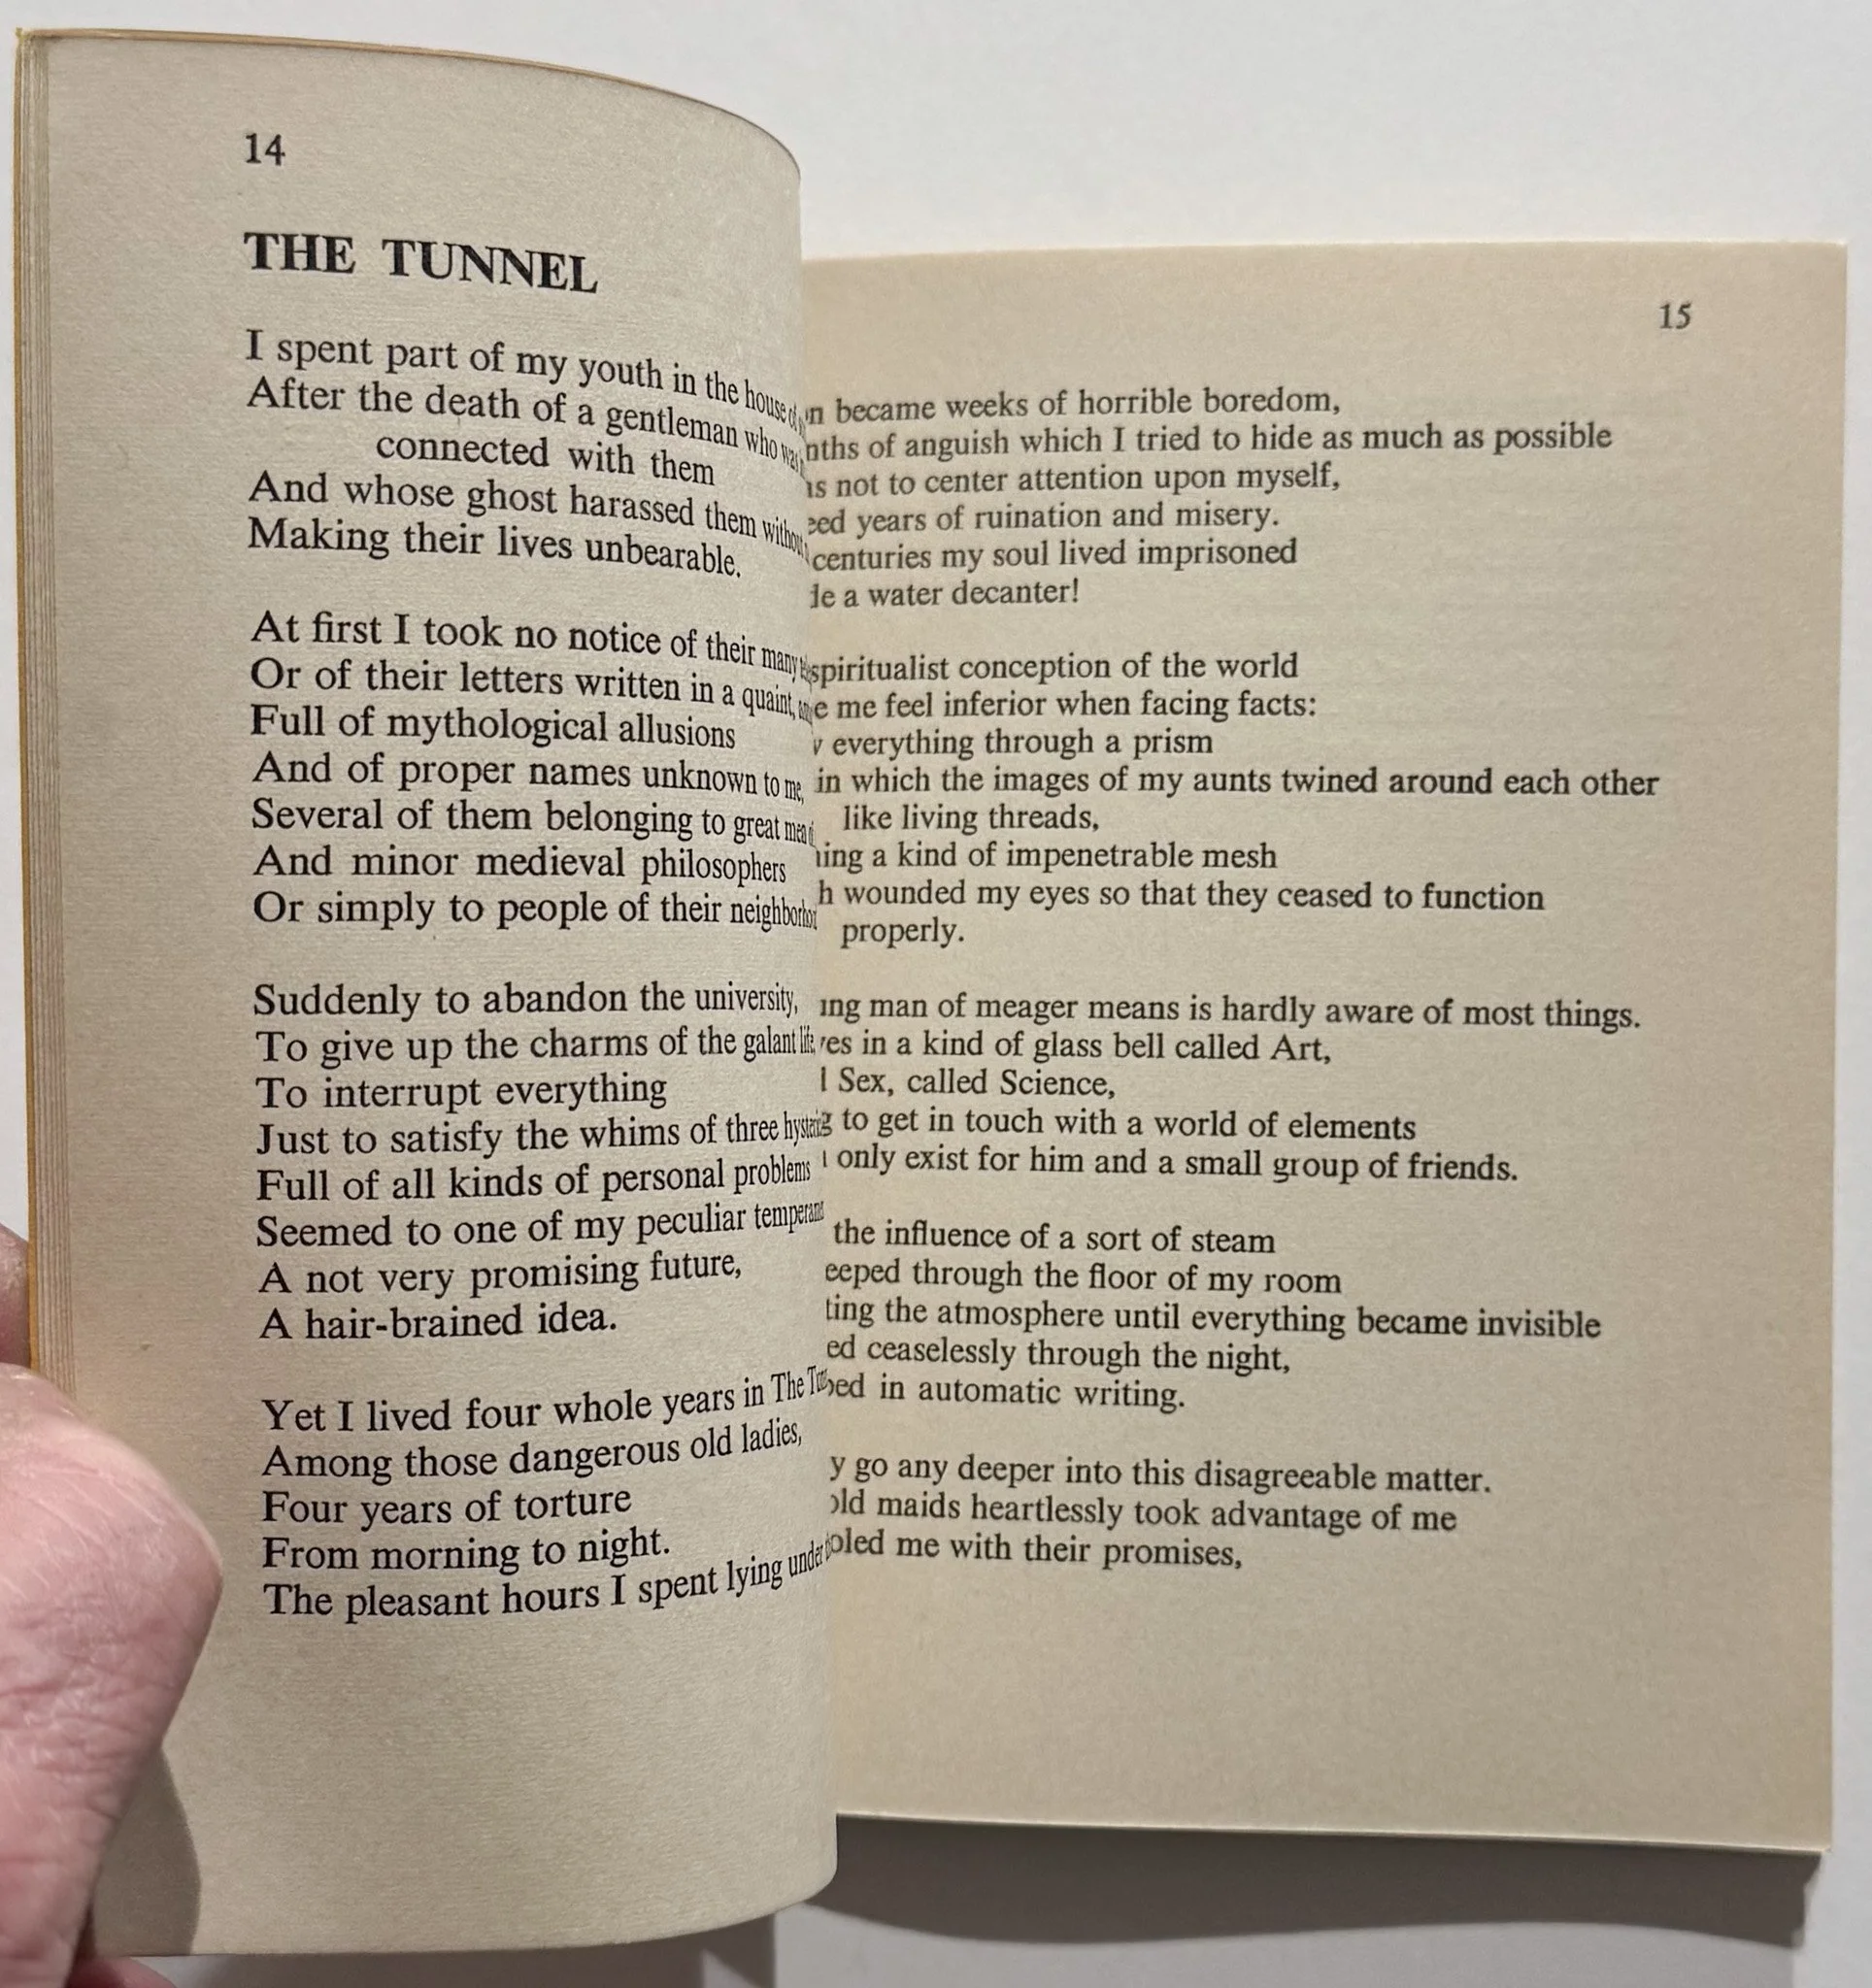 14
THE TUNNEL
I spent part of my youth in the house of
After the death of a gentleman who was
connected with them
And whose ghost harassed them without
Making their lives unbearable.
At first I took no notice of their many
Or of their letters written in a quaint,
Full of mythological allusions
And of proper names unknown to me,
Several of them belonging to great men of
And minor medieval philosophers
Or simply to people of their
Suddenly to abandon the university,
To give up the charms of the galant life,
To interrupt everything
Just to satisfy the whims of three
Full of all kinds of personal problems
Seemed to one of my peculiar
A not very promising future,
A hair-brained idea.
Yet I lived four whole years in The
Among those dangerous old ladies,
Four years of torture
From morning to night.
The pleasant hours I spent lying under
15
became weeks of horrible boredom,
of anguish which I tried to hide as much as possible
not to center attention upon myself,
years of ruination and misery.
centuries my soul lived imprisoned
a water decanter!
spiritualist conception of the world
me feel inferior when facing facts:
everything through a prism
in which the images of my aunts twined around each other
like living threads,
a kind of impenetrable mesh
wounded my eyes so that they ceased to function
properly.
man of meager means is hardly aware of most things.
in a kind of glass bell called Art,
Sex, called Science,
to get in touch with a world of elements
only exist for him and a small group of friends.
the influence of a sort of steam
through the floor of my room
the atmosphere until everything became invisible
ceaselessly through the night,
in automatic writing.
go any deeper into this disagreeable matter.
maids heartlessly took advantage of me
me with their promises,